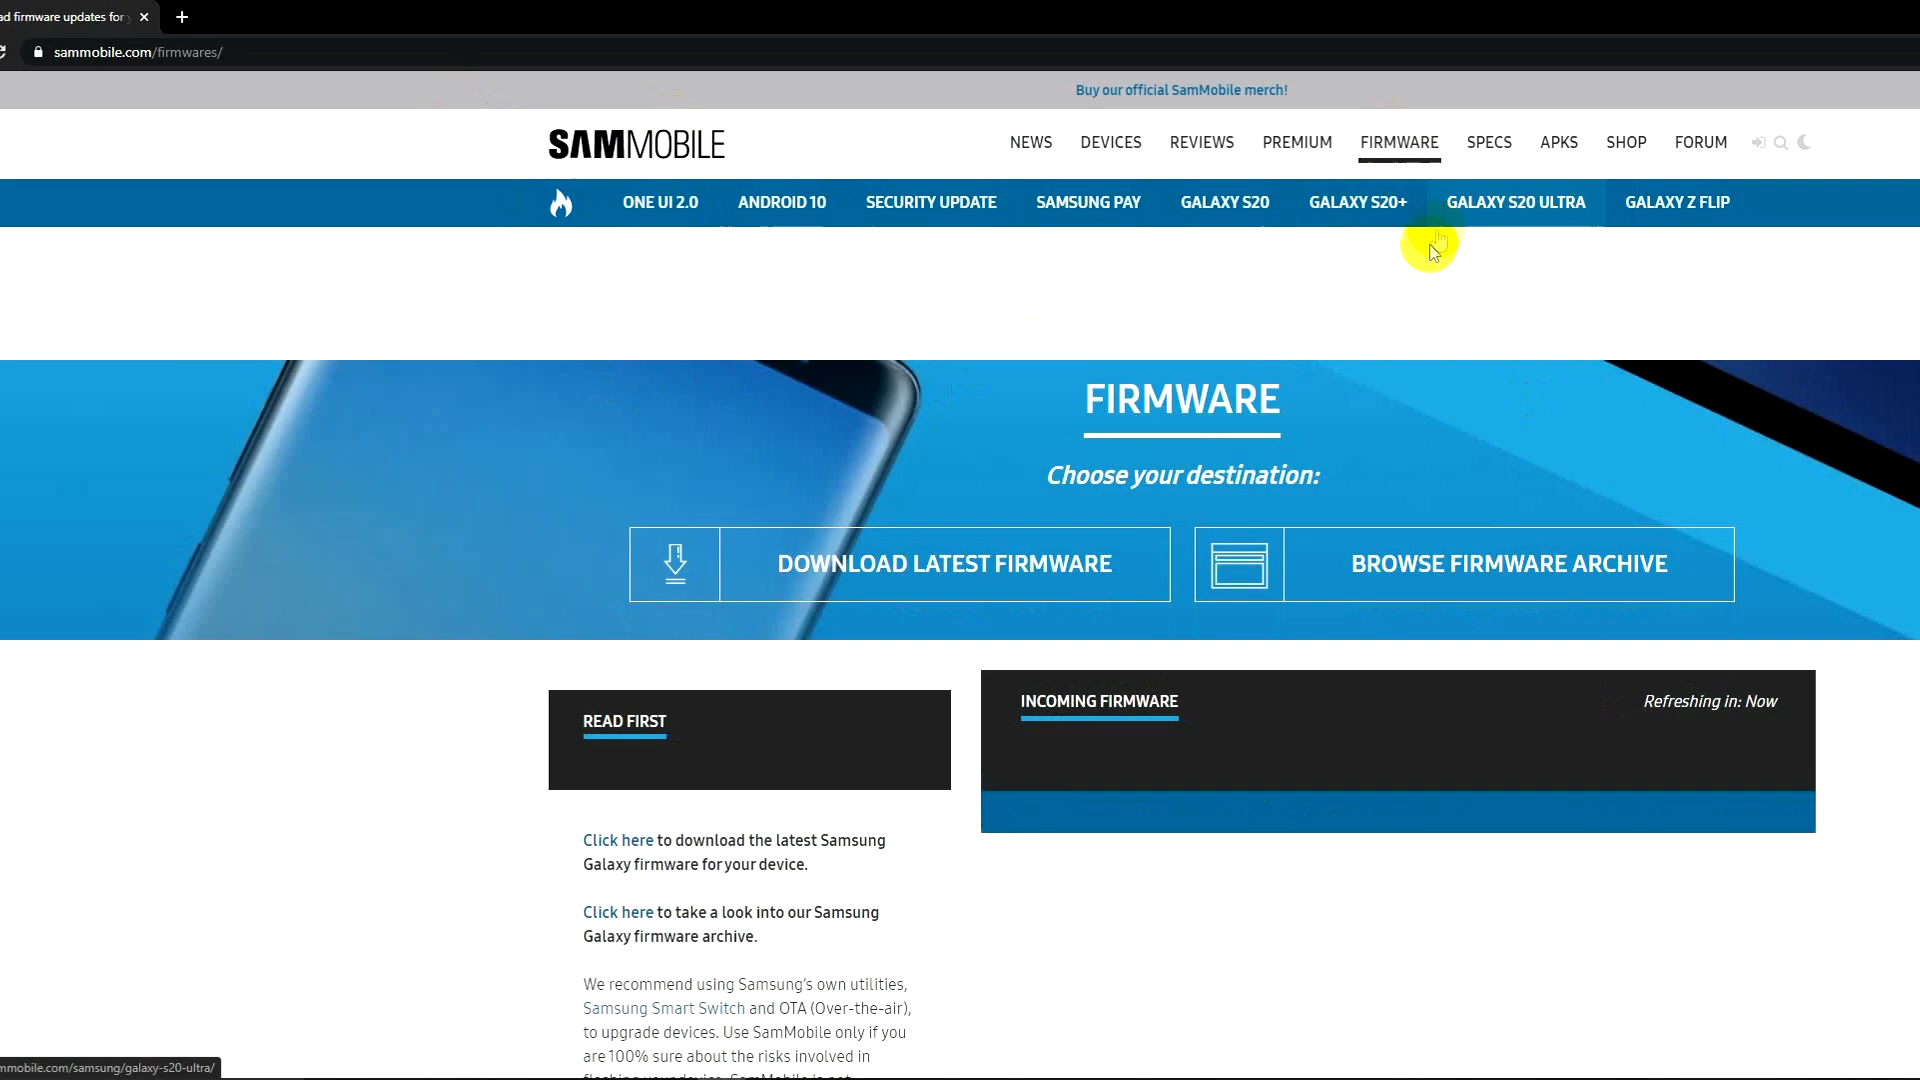 ad firmware updates for
sammobile.com/firmwares/
Buy our official SamMobile merch!
SAMMOBILE
NEWS DEVICES REVIEWS PREMIUM FIRMWARE SPECS APKS SHOP FORUM
ONE UI 2.0 ANDROID 10 SECURITY UPDATE SAMSUNG PAY GALAXY S20 GALAXY S20+ GALAXY S20 ULTRA GALAXY Z FLIP
FIRMWARE
Choose your destination:
DOWNLOAD LATEST FIRMWARE
BROWSE FIRMWARE ARCHIVE
READ FIRST
INCOMING FIRMWARE
Refreshing in: Now
Click here to download the latest Samsung
Galaxy firmware for your device.
Click here to take a look into our Samsung
Galaxy firmware archive.
We recommend using Samsung's own utilities,
Samsung Smart Switch and OTA (Over-the-air),
to upgrade devices. Use SamMobile only if you
are 100% sure about the risks involved in
mmobile.com/samsung/galaxy-s20-ultra/